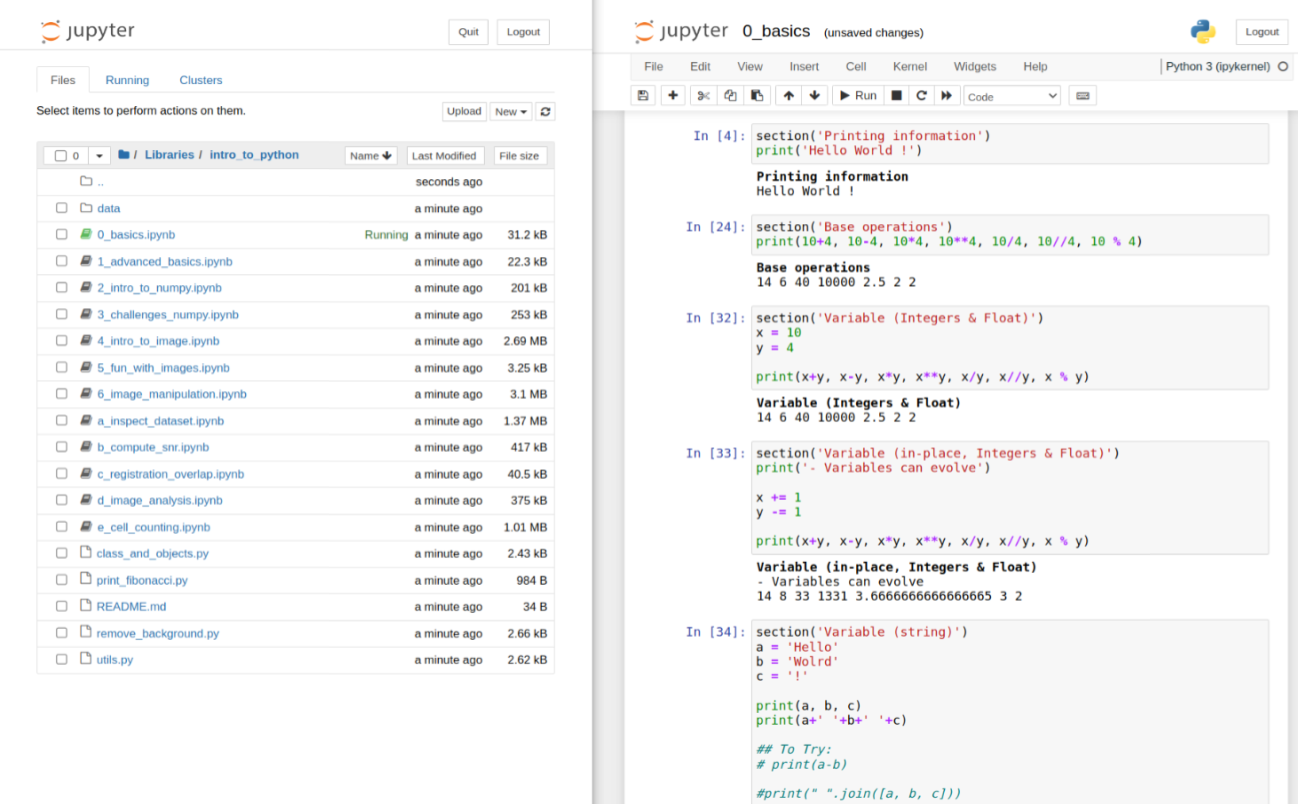 jupyter
Quit
Logout
Files
Running
Clusters
Select items to perform actions on them.
Upload
New
0
/ Libraries / intro_to_python
Name
Last Modified
File size
..
seconds ago
data
a minute ago
0_basics.ipynb
Running a minute ago
31.2 kB
1_advanced_basics.ipynb
a minute ago
22.3 kB
2_intro_to_numpy.ipynb
a minute ago
201 kB
3_challenges_numpy.ipynb
a minute ago
253 kB
4_intro_to_image.ipynb
a minute ago
2.69 MB
5_fun_with_images.ipynb
a minute ago
3.25 kB
6_image_manipulation.ipynb
a minute ago
3.1 MB
a_inspect_dataset.ipynb
a minute ago
1.37 MB
b_compute_snr.ipynb
a minute ago
417 kB
c_registration_overlap.ipynb
a minute ago
40.5 kB
d_image_analysis.ipynb
a minute ago
375 kB
e_cell_counting.ipynb
a minute ago
1.01 MB
class_and_objects.py
a minute ago
2.43 kB
print_fibonacci.py
a minute ago
984 B
README.md
a minute ago
34 B
remove_background.py
a minute ago
2.66 kB
utils.py
a minute ago
2.62 kB
jupyter 0_basics (unsaved changes)
Logout
File Edit View Insert Cell Kernel Widgets Help
Python 3 (ipykernel)
Run
Code
In [4]:
section('Printing information')
print('Hello World !')
Printing information
Hello World !
In [24]:
section('Base operations')
print(10+4, 10-4, 10*4, 10**4, 10/4, 10//4, 10 % 4)
Base operations
14 6 40 10000 2.5 2 2
In [32]:
section('Variable (Integers & Float)')
x = 10
y = 4
print(x+y, x-y, x*y, x**y, x/y, x//y, x % y)
Variable (Integers & Float)
14 6 40 10000 2.5 2 2
In [33]:
section('Variable (in-place, Integers & Float)')
print('- Variables can evolve')
x += 1
y -= 1
print(x+y, x-y, x*y, x**y, x/y, x//y, x % y)
Variable (in-place, Integers & Float)
- Variables can evolve
14 8 33 1331 3.6666666666666665 3 2
In [34]:
section('Variable (string)')
a = 'Hello'
b = 'Wolrd'
c = '!'
print(a, b, c)
print(a+' '+b+' '+c)
## To Try:
# print(a-b)
#print(" ".join([a, b, c]))